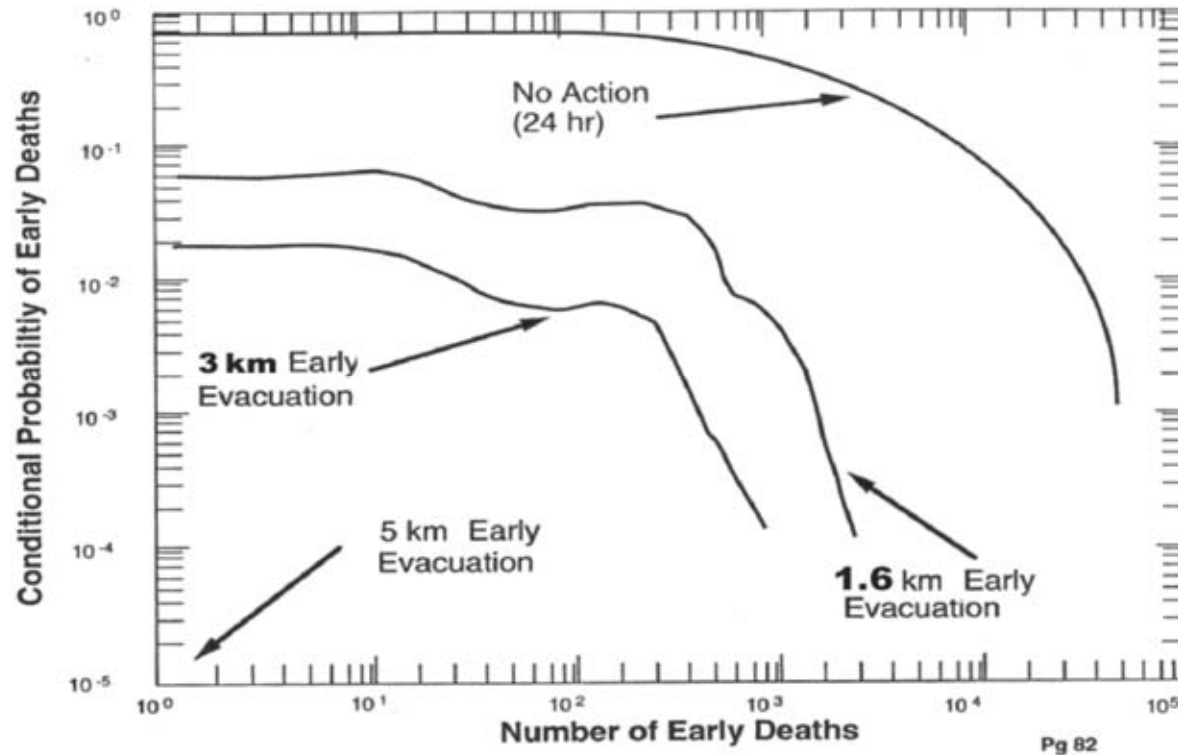 Conditional Probabiltiy of Early Deaths
10⁰
10⁻¹
10⁻²
10⁻³
10⁻⁴
10⁻⁵
No Action
(24 hr)
3 km Early
Evacuation
5 km Early
Evacuation
1.6 km Early
Evacuation
10⁰
10¹
10²
10³
10⁴
10⁵
Number of Early Deaths
Pg 82